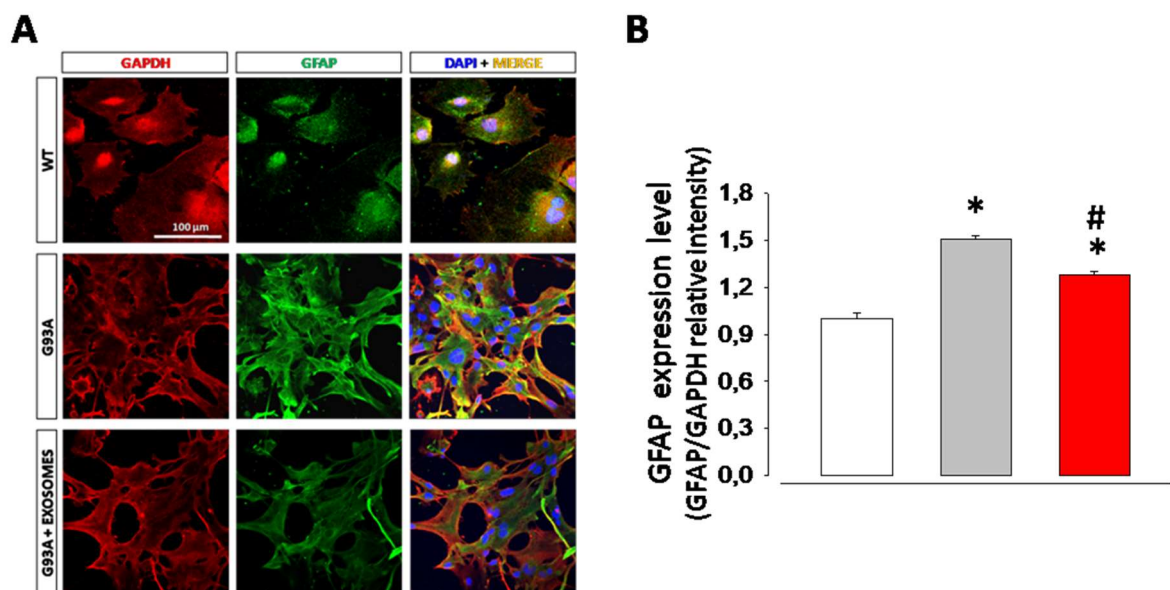 A
GAPDH
GFAP
DAPI + MERGE
WT
100 µm
G93A
G93A + EXOSOMES
B
GFAP expression level
(GFAP/GAPDH relative intensity)
1,8
1,5
1,2
0,9
0,6
0,3
0,0
*
#
*